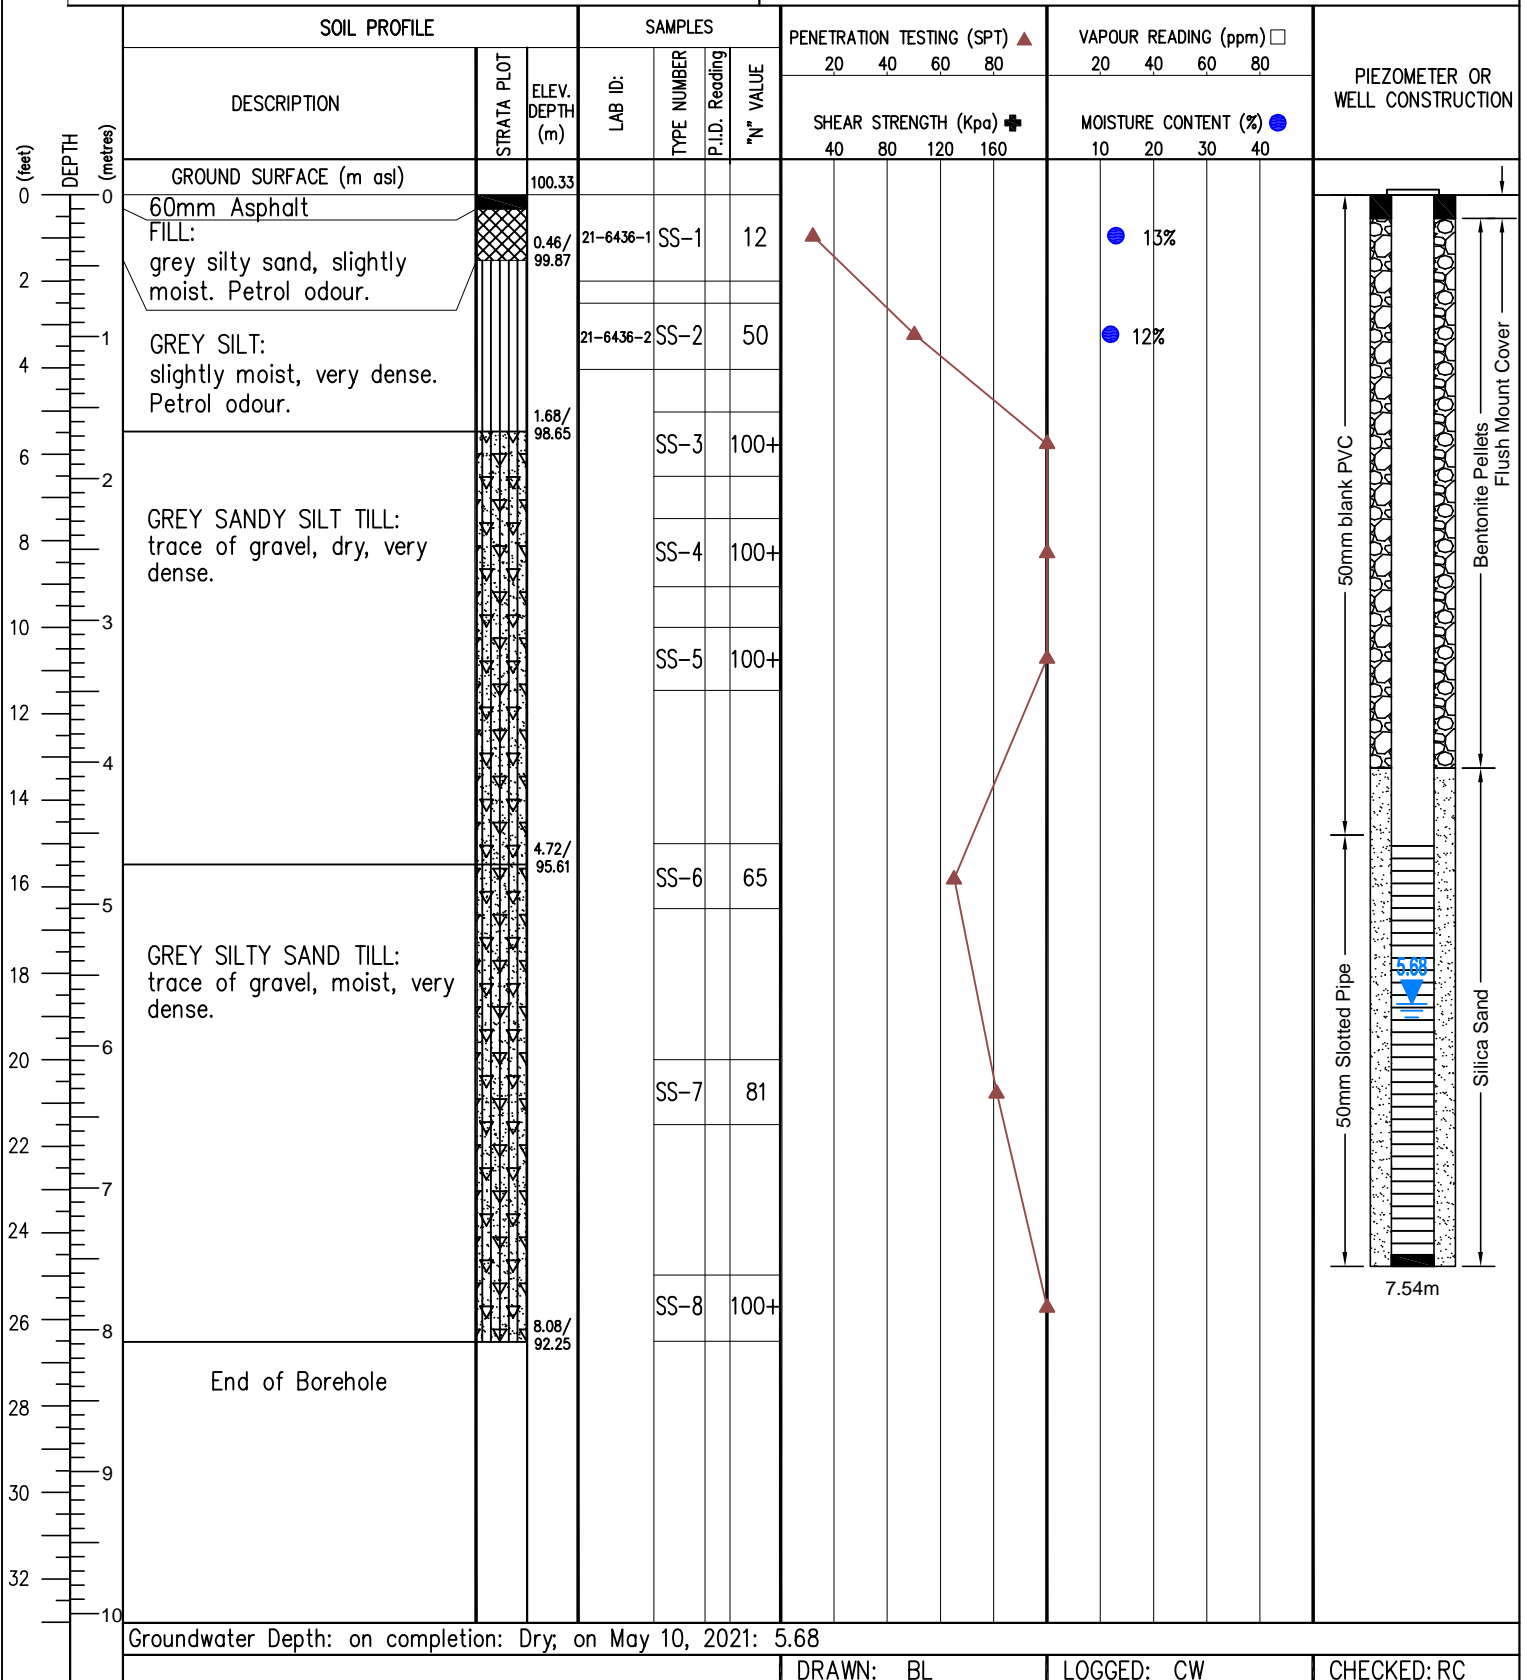 SOIL PROFILE
SAMPLES
PENETRATION TESTING (SPT)
20 40 60 80
SHEAR STRENGTH (Kpa)
40 80 120 160
VAPOUR READING (ppm)
20 40 60 80
MOISTURE CONTENT (%)
10 20 30 40
PIEZOMETER OR
WELL CONSTRUCTION
(feet)
DEPTH
(metres)
DESCRIPTION
STRATA PLOT
ELEV.
DEPTH
(m)
LAB ID:
TYPE NUMBER
P.I.D. Reading
"N" VALUE
GROUND SURFACE (m asl)
100.33
0
2
4
6
8
10
12
14
16
18
20
22
24
26
28
30
32
0
1
2
3
4
5
6
7
8
9
10
60mm Asphalt
FILL:
grey silty sand, slightly
moist. Petrol odour.
0.46/
99.87
GREY SILT:
slightly moist, very dense.
Petrol odour.
1.68/
98.65
GREY SANDY SILT TILL:
trace of gravel, dry, very
dense.
4.72/
95.61
GREY SILTY SAND TILL:
trace of gravel, moist, very
dense.
8.08/
92.25
End of Borehole
21-6436-1 SS-1 12
21-6436-2 SS-2 50
SS-3 100+
SS-4 100+
SS-5 100+
SS-6 65
SS-7 81
SS-8 100+
13%
12%
50mm blank PVC
50mm Slotted Pipe
Flush Mount Cover
Bentonite Pellets
Silica Sand
5.68
7.54m
Groundwater Depth: on completion: Dry; on May 10, 2021: 5.68
DRAWN: BL
LOGGED: CW
CHECKED: RC